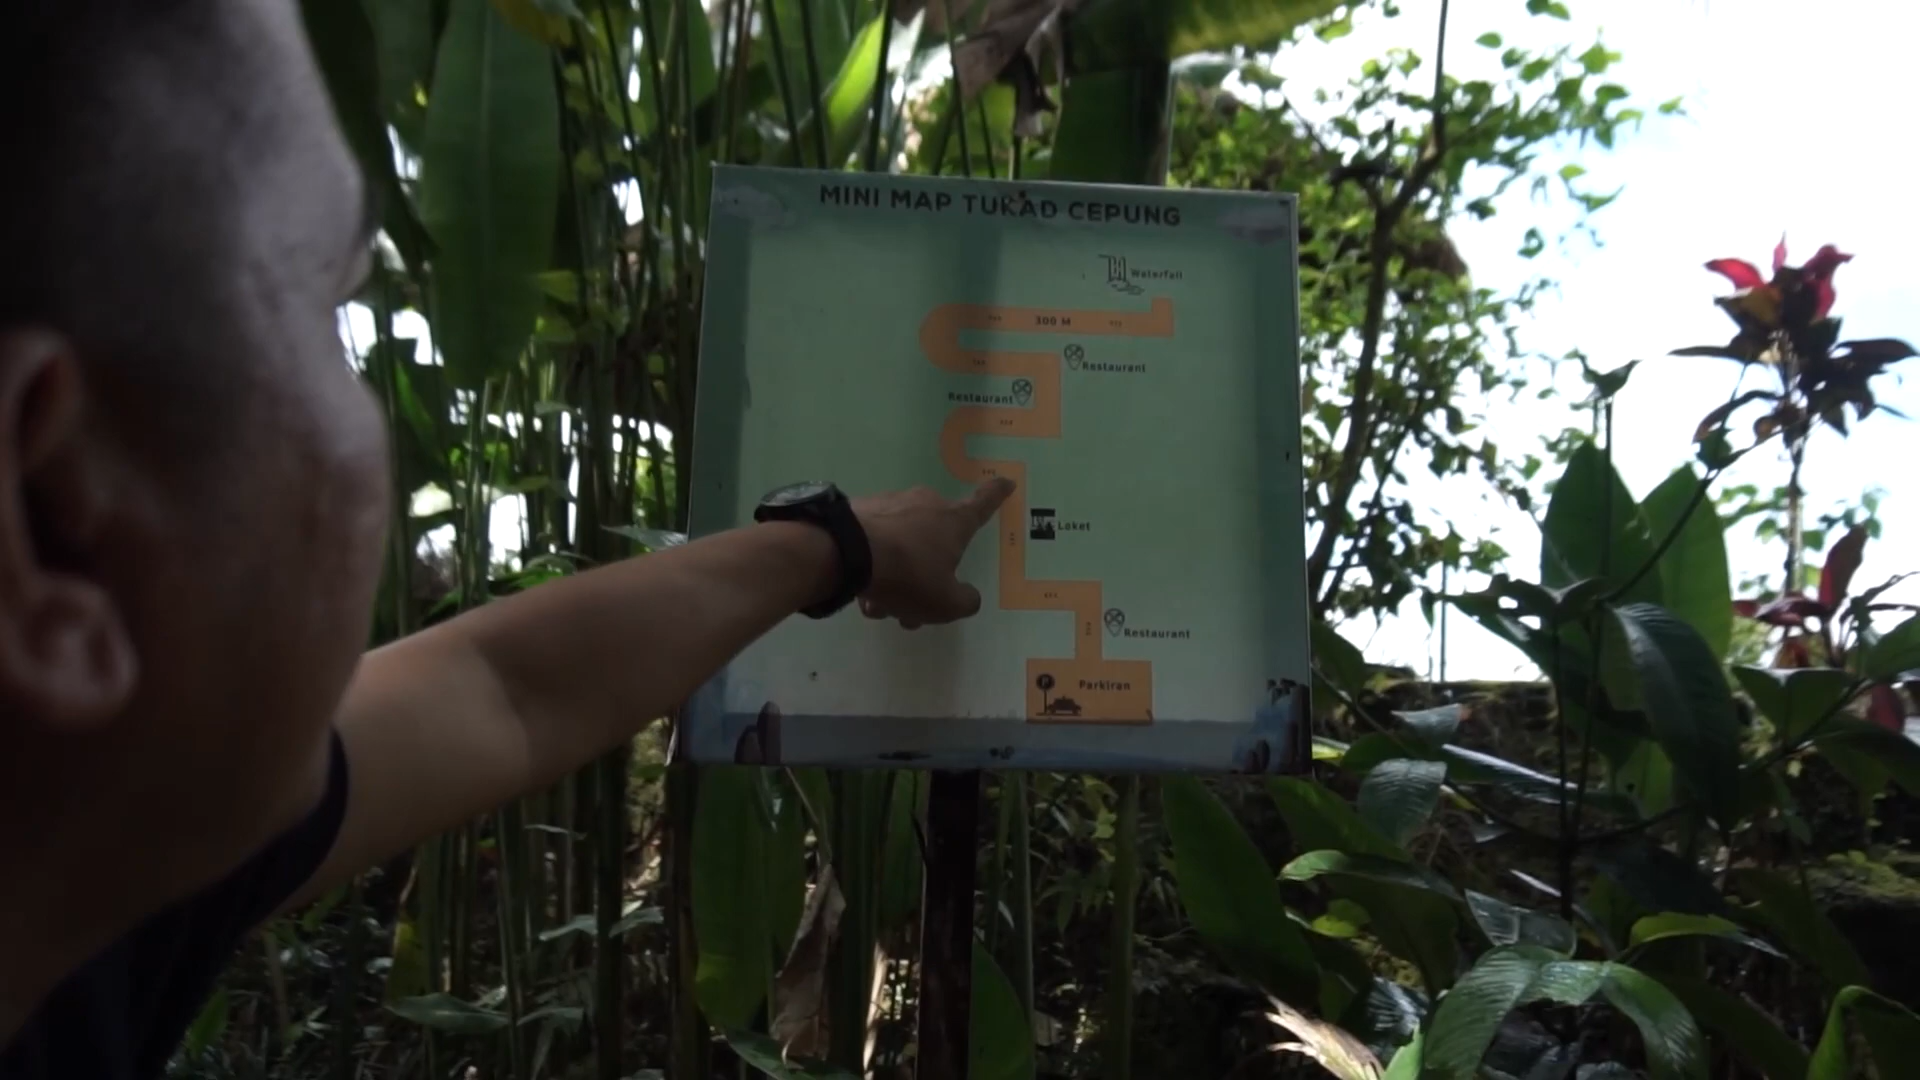 MINI MAP TUKAD CEPUNG
Waterfall
300 M
Restaurant
Restaurant
Loket
Restaurant
P
Parkiran